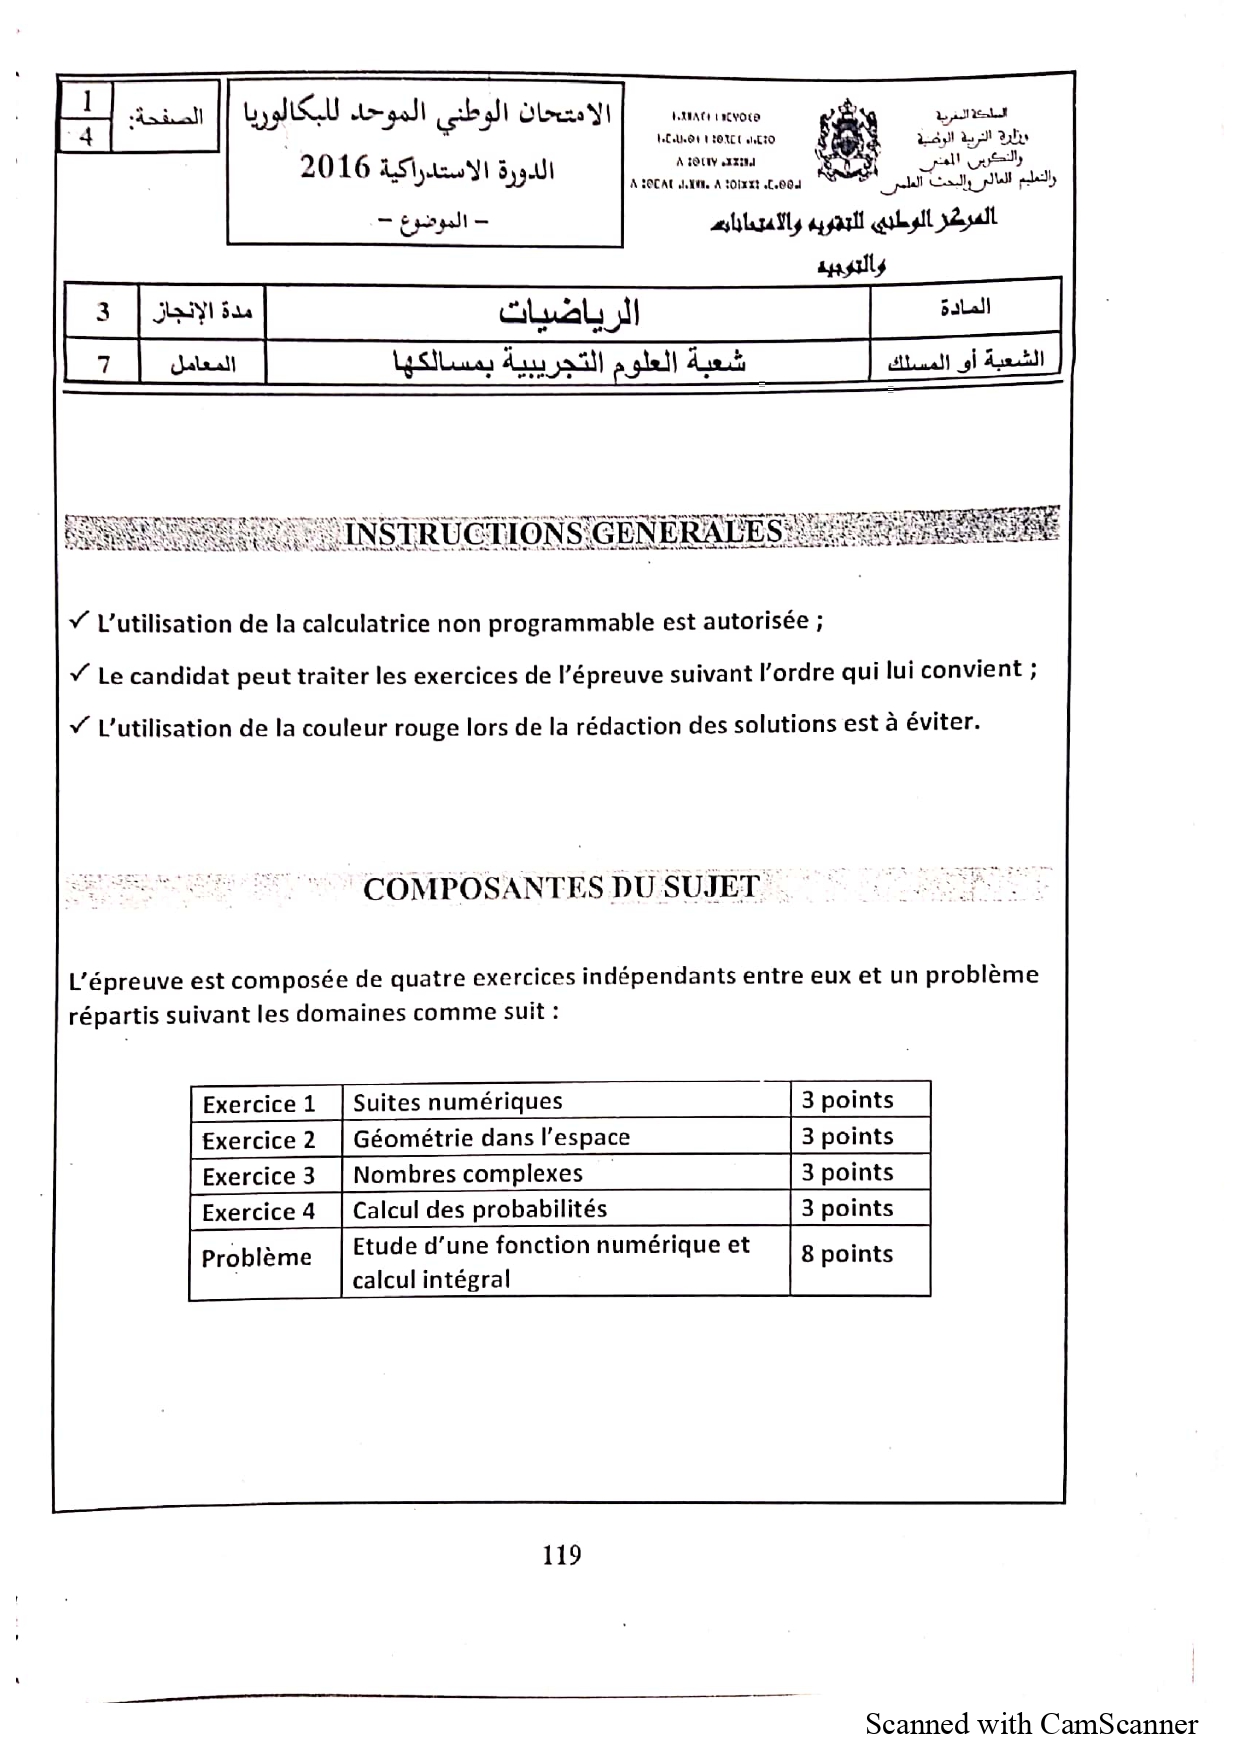 المملكة المغربية
وزارة التربية الوطنية
والتكوين المهني
والتعليم العالي والبحث العلمي
المركز الوطني للتقويم والامتحانات
والتوجيه
الامتحان الوطني الموحد للبكالوريا
الدورة الاستدراكية 2016
- الموضوع -
الصفحة:
1
4
المادة
الرياضيات
مدة الإنجاز
3
الشعبة أو المسلك
شعبة العلوم التجريبية بمسالكها
المعامل
7
INSTRUCTIONS GENERALES
✓ L'utilisation de la calculatrice non programmable est autorisée ;
✓ Le candidat peut traiter les exercices de l'épreuve suivant l'ordre qui lui convient ;
✓ L'utilisation de la couleur rouge lors de la rédaction des solutions est à éviter.
COMPOSANTES DU SUJET
L'épreuve est composée de quatre exercices indépendants entre eux et un problème
répartis suivant les domaines comme suit :
Exercice 1 Suites numériques 3 points
Exercice 2 Géométrie dans l'espace 3 points
Exercice 3 Nombres complexes 3 points
Exercice 4 Calcul des probabilités 3 points
Problème Etude d'une fonction numérique et 8 points
calcul intégral
119
Scanned with CamScanner